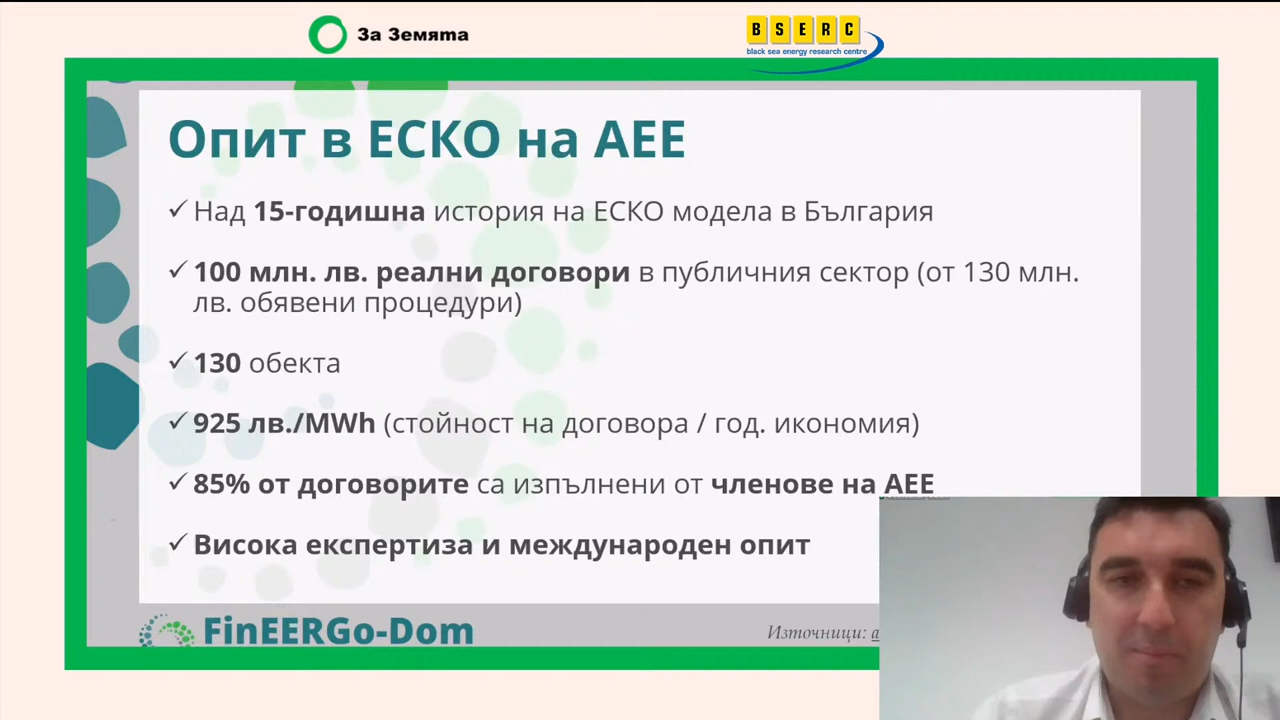 За Земята
BSERC
black sea energy research centre
Опит в ЕСКО на АЕЕ
✓ Над 15-годишна история на ЕСКО модела в България
✓ 100 млн. лв. реални договори в публичния сектор (от 130 млн.
лв. обявени процедури)
✓ 130 обекта
✓ 925 лв./MWh (стойност на договора / год. икономия)
✓ 85% от договорите са изпълнени от членове на АЕЕ
✓ Висока експертиза и международен опит
FinEERGo-Dom
Източници: